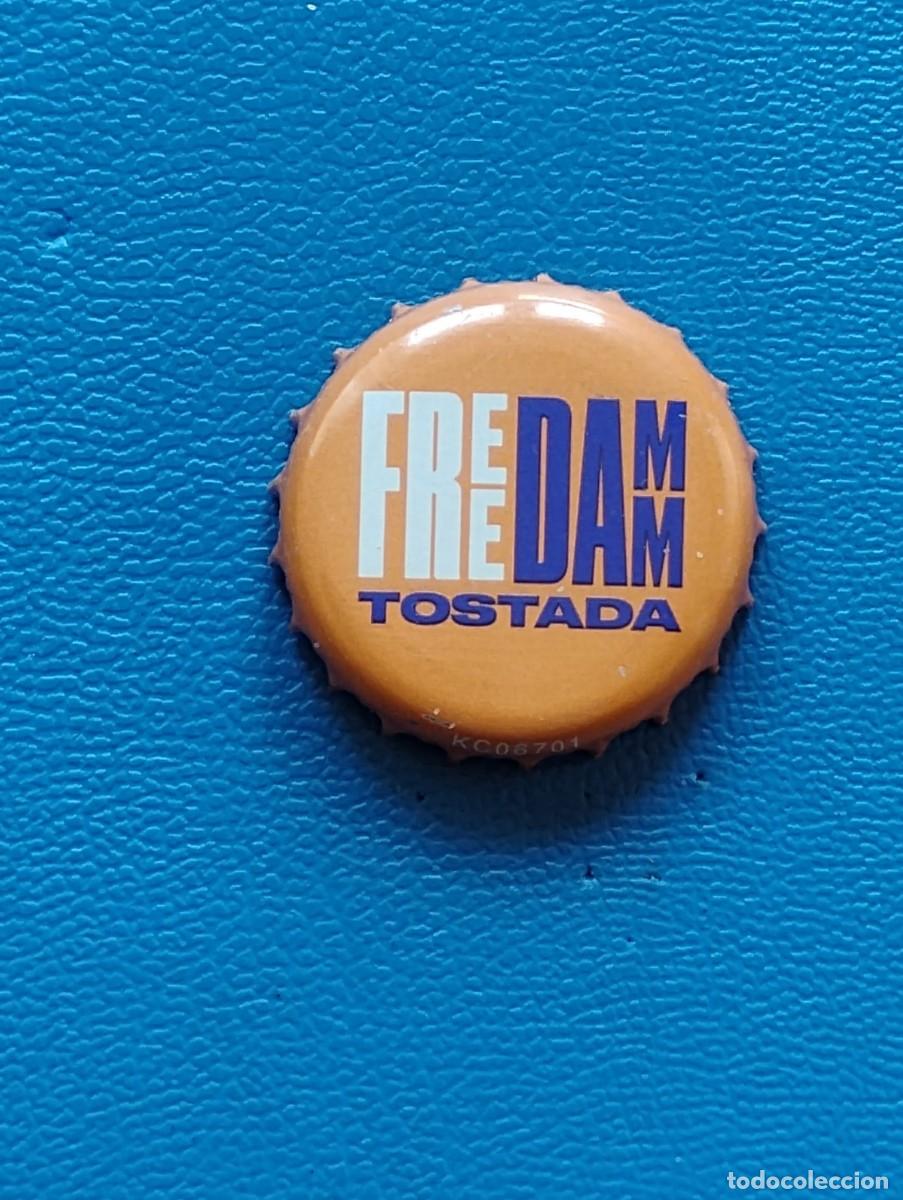 FREE DAMM
TOSTADA
KC06701
todocoleccion